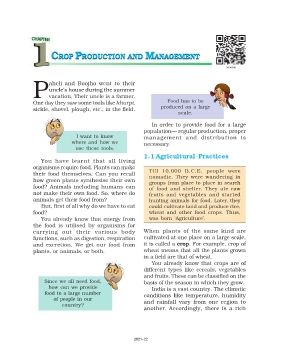 CHAPTER
1
CROP PRODUCTION AND MANAGEMENT
Paheli and Boojho went to their
uncle's house during the summer
vacation. Their uncle is a farmer.
One day they saw some tools like khurpi,
sickle, shovel, plough, etc., in the field.
I want to know
where and how we
use these tools.
You have learnt that all living
organisms require food. Plants can make
their food themselves. Can you recall
how green plants synthesise their own
food? Animals including humans can
not make their own food. So, where do
animals get their food from?
But, first of all why do we have to eat
food?
You already know that energy from
the food is utilised by organisms for
carrying out their various body
functions, such as digestion, respiration
and excretion. We get our food from
plants, or animals, or both.
Since we all need food,
how can we provide
food to a large number
of people in our
country?
Food has to be
produced on a large
scale.
In order to provide food for a large
population— regular production, proper
management and distribution is
necessary.
1.1 Agricultural Practices
Till 10,000 B.C.E. people were
nomadic. They were wandering in
groups from place to place in search
of food and shelter. They ate raw
fruits and vegetables and started
hunting animals for food. Later, they
could cultivate land and produce rice,
wheat and other food crops. Thus,
was born 'Agriculture'.
When plants of the same kind are
cultivated at one place on a large scale,
it is called a crop. For example, crop of
wheat means that all the plants grown
in a field are that of wheat.
You already know that crops are of
different types like cereals, vegetables
and fruits. These can be classified on the
basis of the season in which they grow.
India is a vast country. The climatic
conditions like temperature, humidity
and rainfall vary from one region to
another. Accordingly, there is a rich
2021–22